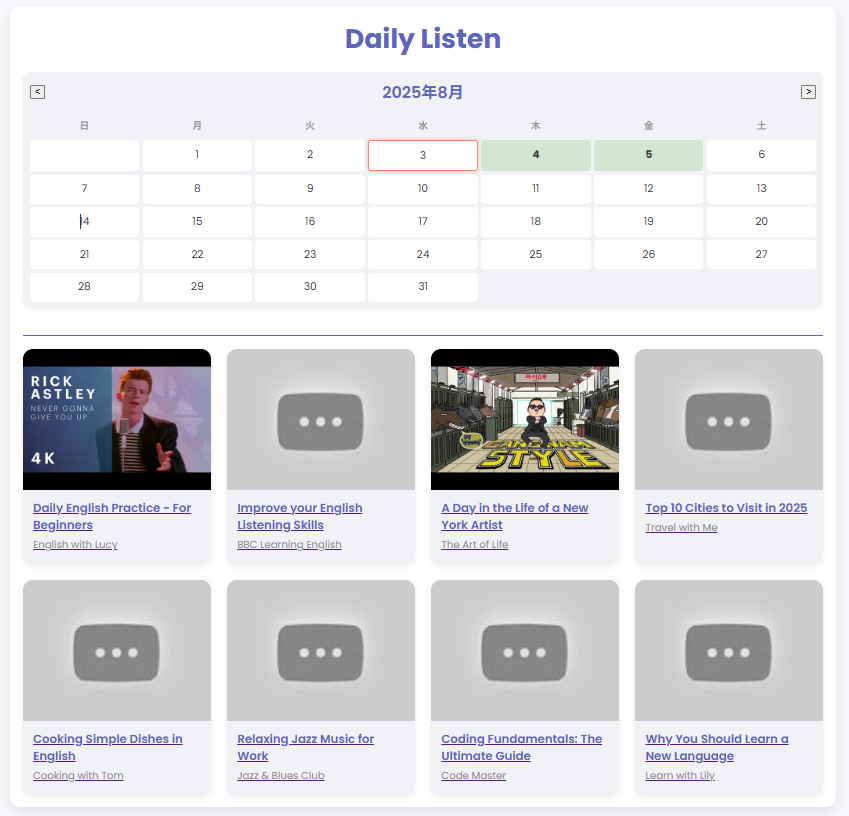 Daily Listen
<
2025年8月
>
日 月 火 水 木 金 土
1 2 3 4 5 6
7 8 9 10 11 12 13
14 15 16 17 18 19 20
21 22 23 24 25 26 27
28 29 30 31
RICK
ASTLEY
NEVER GONNA
GIVE YOU UP
4K
Daily English Practice - For
Beginners
English with Lucy
Improve your English
Listening Skills
BBC Learning English
GANGNAM
STYLE
A Day in the Life of a New
York Artist
The Art of Life
Top 10 Cities to Visit in 2025
Travel with Me
Cooking Simple Dishes in
English
Cooking with Tom
Relaxing Jazz Music for
Work
Jazz & Blues Club
Coding Fundamentals: The
Ultimate Guide
Code Master
Why You Should Learn a
New Language
Learn with Lily